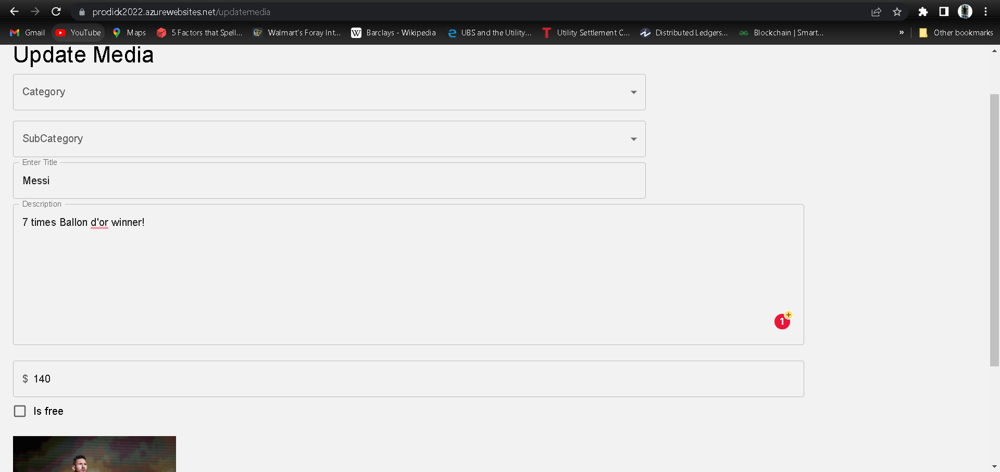 prodick2022.azurewebsites.net/updatemedia
Gmail YouTube Maps 5 Factors that Spell... Walmart's Foray Int... W Barclays - Wikipedia UBS and the Utility... T Utility Settlement C... Distributed Ledgers... Blockchain | Smart... » Other bookmarks
Update Media
Category
SubCategory
Enter Title
Messi
Description
7 times Ballon d'or winner!
1 +
$ 140
Is free